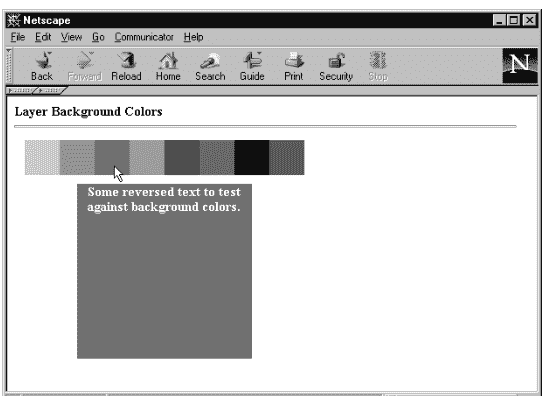 Netscape
File Edit View Go Communicator Help
Back Forward Reload Home Search Guide Print Security Stop
N
Layer Background Colors
Some reversed text to test
against background colors.